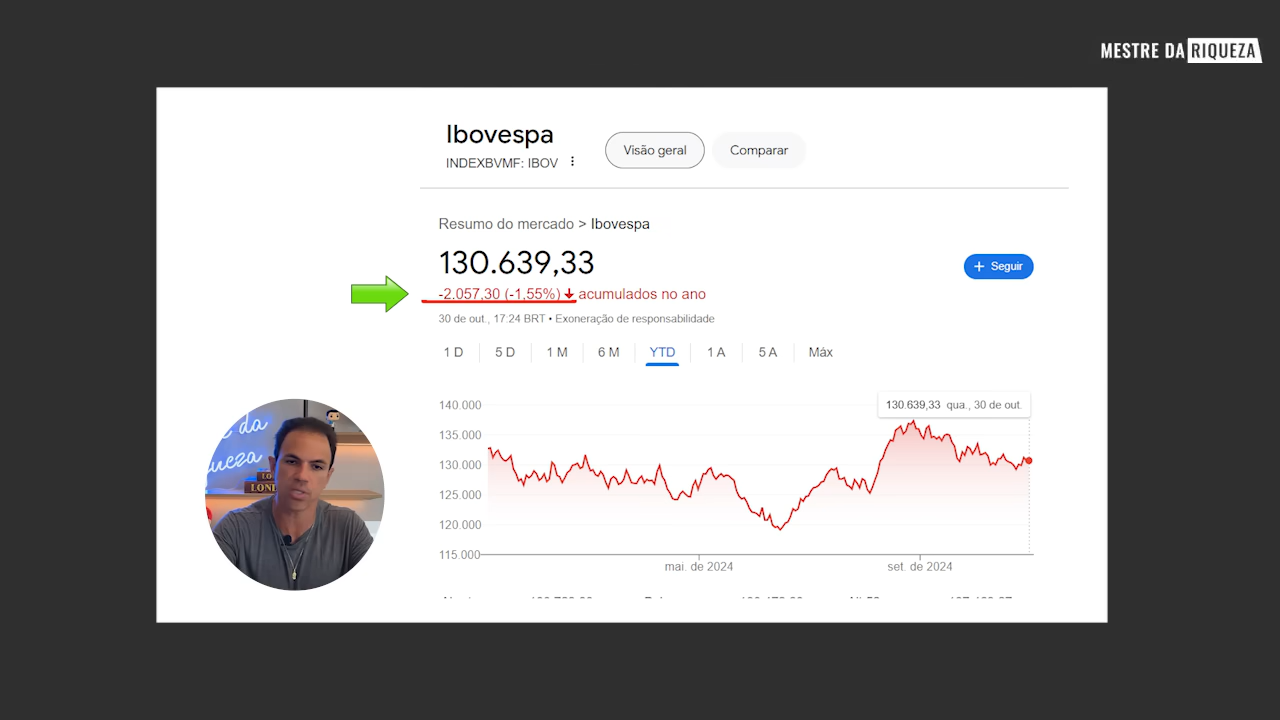 MESTRE DA RIQUEZA
Ibovespa
INDEXBVMF: IBOV
Visão geral
Comparar
Resumo do mercado > Ibovespa
130.639,33
-2.057,30 (-1,55%) ↓ acumulados no ano
30 de out., 17:24 BRT • Exoneração de responsabilidade
+ Seguir
1 D
5 D
1 M
6 M
YTD
1 A
5 A
Máx
130.639,33 qua., 30 de out.
140.000
135.000
130.000
125.000
120.000
115.000
mai. de 2024
set. de 2024
da
LOND